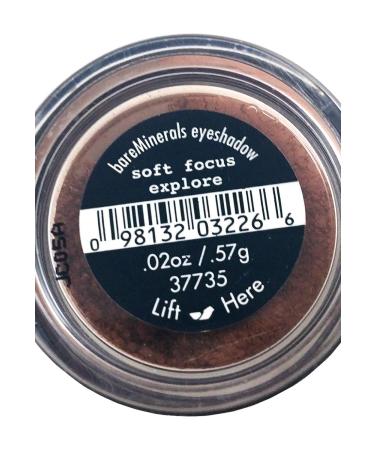 bareMinerals eyeshadow
soft focus
explore
0 98132 03226 6
.02oz / .57g
37735
Lift Here
JC05A